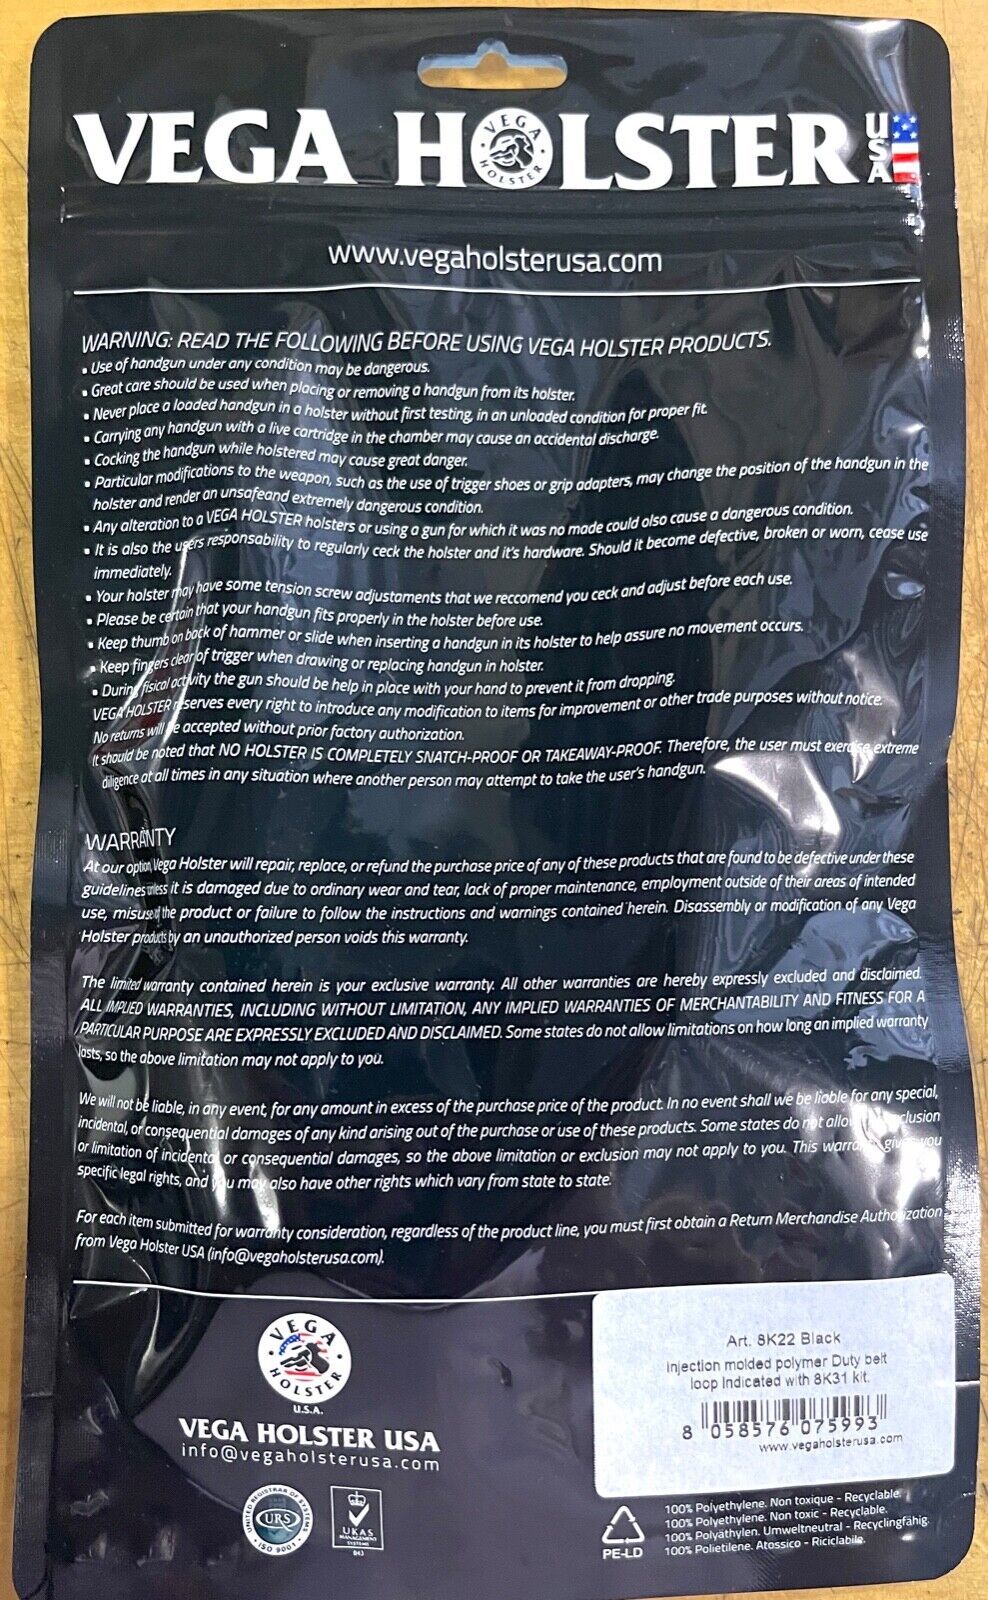 VEGA HOLSTER USA
VEGA HOLSTER
www.vegaholsterusa.com
WARNING: READ THE FOLLOWING BEFORE USING VEGA HOLSTER PRODUCTS.
• Use of handgun under any condition may be dangerous.
• Great care should be used when placing or removing a handgun from its holster.
• Never place a loaded handgun in a holster without first testing, in an unloaded condition for proper fit.
• Carrying any handgun with a live cartridge in the chamber may cause an accidental discharge.
• Cocking the handgun while holstered may cause great danger.
• Particular modifications to the weapon, such as the use of trigger shoes or grip adapters, may change the position of the handgun in the
holster and render an unsafeand extremely dangerous condition.
• Any alteration to a VEGA HOLSTER holsters or using a gun for which it was no made could olso cause a dangerous condition.
• It is also the users responsability to regularly ceck the holster and it's hardware. Should it become defective, broken or worn, cease use
immediately.
• Your holster may have some tension screw adjustaments that we reccomend you ceck and adjust before each use.
• Please be certain that your handgun fits properly in the holster before use.
• Keep thumb on back of hammer or slide when inserting a handgun in its holster to help assure no movement occurs.
• Keep fingers clear of trigger when drawing or replacing handgun in holster.
• During fisical activity the gun should be help in place with your hand to prevent it from dropping.
VEGA HOLSTER reserves every right to introduce any modification to items for improvement or other trade purposes without notice.
No returns will be accepted without prior factory authorization.
It should be noted that NO HOLSTER IS COMPLETELY SNATCH-PROOF OR TAKEAWAY-PROOF. Therefore, the user must exercise extreme
diligence at all times in any situation where another person may attempt to take the user's handgun.
WARRANTY
At our option, Vega Holster will repair, replace, or refund the purchase price of any of these products that are found to be defective under these
guidelines unless it is damaged due to ordinary wear and tear, lack of proper maintenance, employment outside of their areas of intended
use, misuse of the product or failure to follow the instructions and warnings contained herein. Disassembly or modification of any Vega
Holster products by an unauthorized person voids this warranty.
The limited warranty contained herein is your exclusive warranty. All other warranties are hereby expressly excluded and disclaimed.
ALL IMPLIED WARRANTIES, INCLUDING WITHOUT LIMITATION, ANY IMPLIED WARRANTIES OF MERCHANTABILITY AND FITNESS FOR A
PARTICULAR PURPOSE ARE EXPRESSLY EXCLUDED AND DISCLAIMED. Some states do not allow limitations on how long an implied warranty
lasts, so the above limitation may not apply to you.
We will not be liable, in any event, for any amount in excess of the purchase price of the product. In no event shall we be liable for any special,
incidental, or consequential damages of any kind arising out of the purchase or use of these products. Some states do not allow exclusion
or limitation of incidental or consequential damages, so the above limitation or exclusion may not apply to you. This warranty gives you
specific legal rights, and you may also have other rights which vary from state to state.
For each item submitted for warranty consideration, regardless of the product line, you must first obtain a Return Merchandise Authorization
from Vega Holster USA (info@vegaholsterusa.com).
VEGA HOLSTER
U.S.A.
VEGA HOLSTER USA
info@vegaholsterusa.com
UNITED REGISTRAR OF SYSTEMS
URS
ISO 9001
UKAS
MANAGEMENT
SYSTEMS
043
Art. 8K22 Black
Injection molded polymer Duty belt
loop Indicated with 8K31 kit.
8 058576 075993
www.vegaholsterusa.com
PE-LD
100% Polyethylene. Non toxique - Recyclable.
100% Polyethylene. Non toxic - Recyclable.
100% Polyäthylen. Umweltneutral - Recyclingfähig.
100% Polietilene. Atossico - Riciclabile.